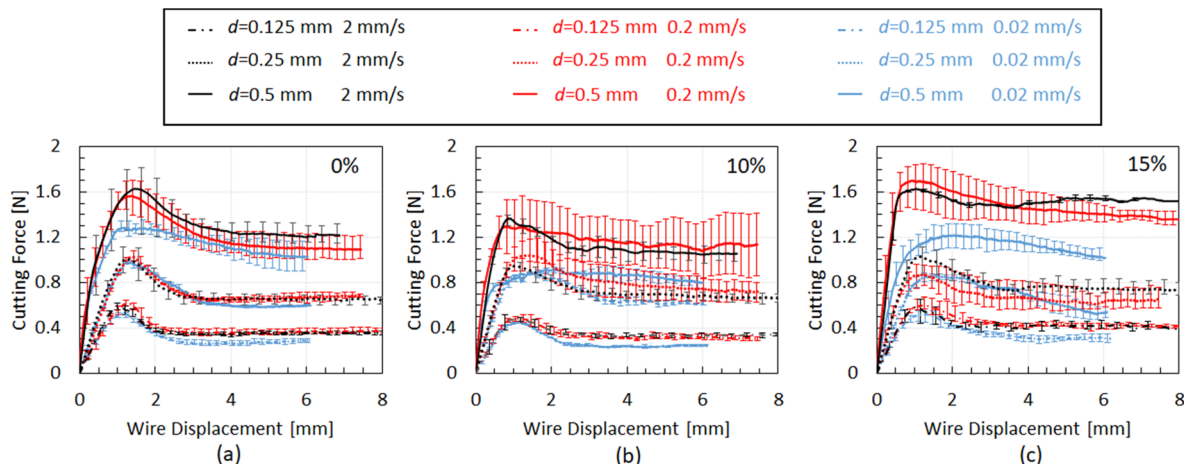 d=0.125 mm 2 mm/s d=0.125 mm 0.2 mm/s d=0.125 mm 0.02 mm/s
d=0.25 mm 2 mm/s d=0.25 mm 0.2 mm/s d=0.25 mm 0.02 mm/s
d=0.5 mm 2 mm/s d=0.5 mm 0.2 mm/s d=0.5 mm 0.02 mm/s
Cutting Force [N]
2
1.6
1.2
0.8
0.4
0
0%
0 2 4 6 8
Wire Displacement [mm]
(a)
Cutting Force [N]
2
1.6
1.2
0.8
0.4
0
10%
0 2 4 6 8
Wire Displacement [mm]
(b)
Cutting Force [N]
2
1.6
1.2
0.8
0.4
0
15%
0 2 4 6 8
Wire Displacement [mm]
(c)